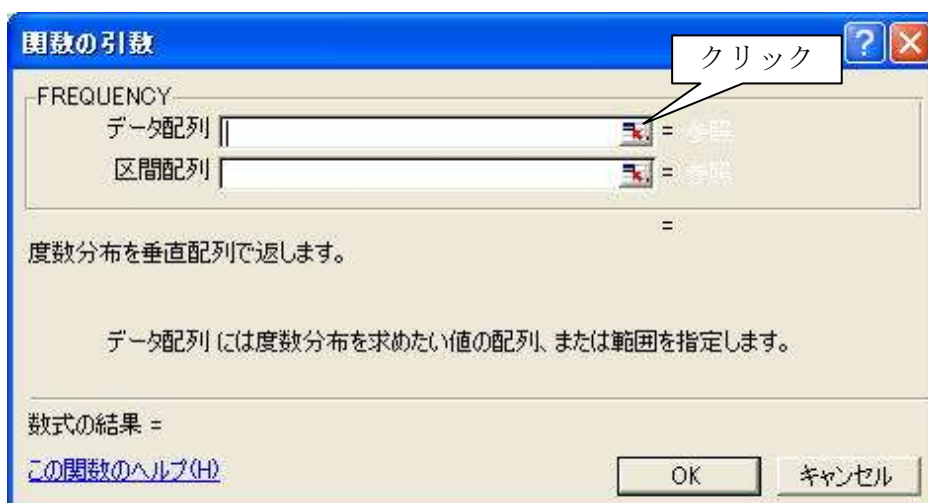 関数の引数
クリック
FREQUENCY
データ配列 = 参照
区間配列 = 参照
=
度数分布を垂直配列で返します。
データ配列 には度数分布を求めたい値の配列、または範囲を指定します。
数式の結果 =
この関数のヘルプ(H)
OK キャンセル